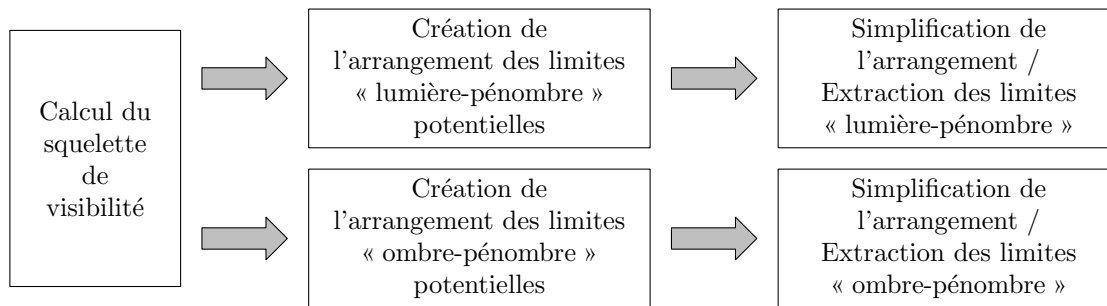 Calcul du
squelette
de
visibilité
Création de
l'arrangement des limites
« lumière-pénombre »
potentielles
Simplification de
l'arrangement /
Extraction des limites
« lumière-pénombre »
Création de
l'arrangement des limites
« ombre-pénombre »
potentielles
Simplification de
l'arrangement /
Extraction des limites
« ombre-pénombre »